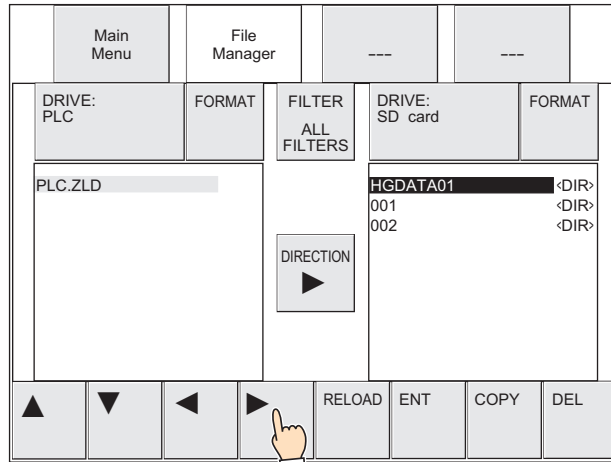 Main
Menu
File
Manager
---
---
DRIVE:
PLC
FORMAT
FILTER
ALL
FILTERS
DRIVE:
SD card
FORMAT
PLC.ZLD
HGDATA01 <DIR>
001 <DIR>
002 <DIR>
DIRECTION
▶
▲ ▼ ◀ ▶ RELOAD ENT COPY DEL